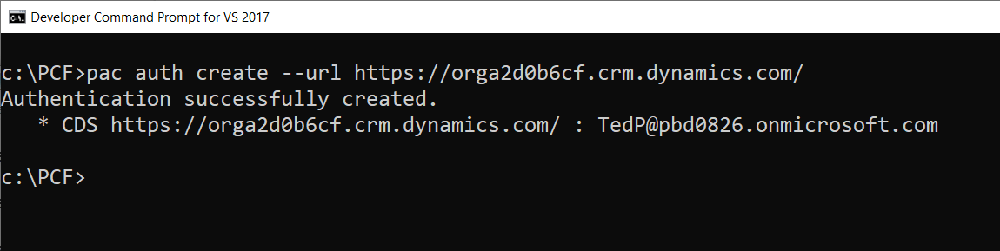 Developer Command Prompt for VS 2017
c:\PCF>pac auth create --url https://orga2d0b6cf.crm.dynamics.com/
Authentication successfully created.
   * CDS https://orga2d0b6cf.crm.dynamics.com/ : TedP@pbd0826.onmicrosoft.com
c:\PCF>